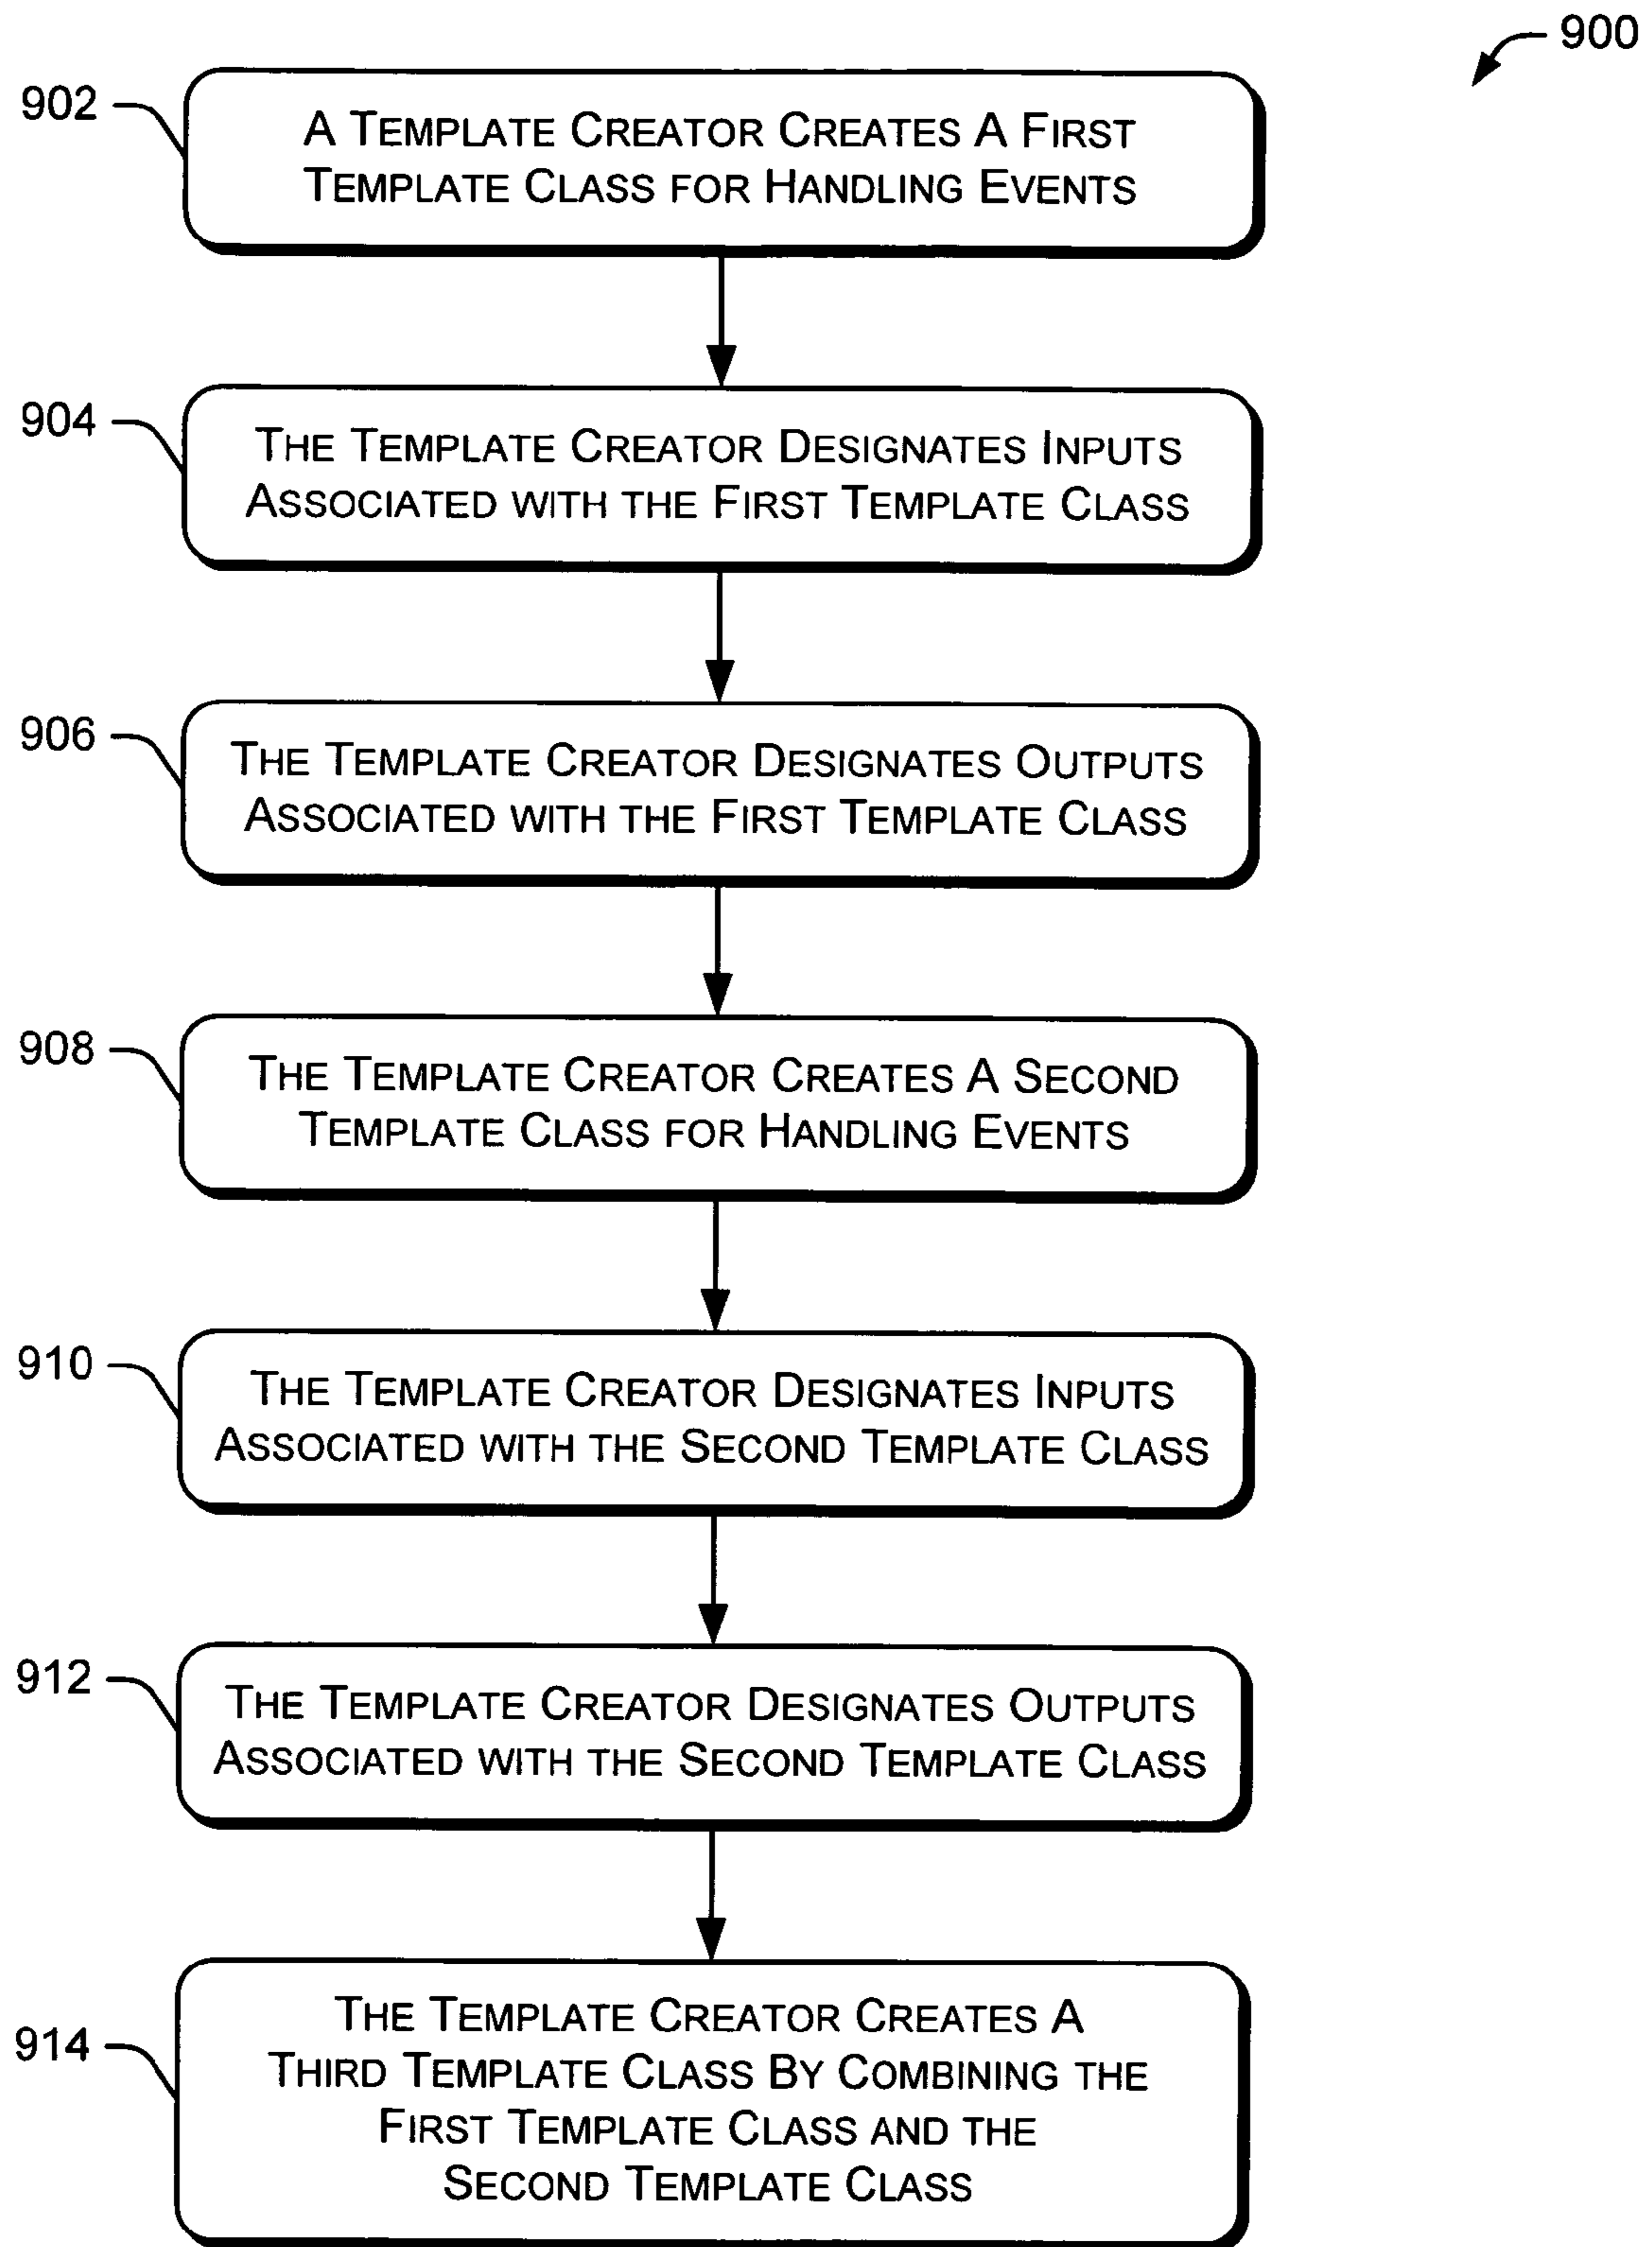 900
902
A TEMPLATE CREATOR CREATES A FIRST
TEMPLATE CLASS FOR HANDLING EVENTS
904
THE TEMPLATE CREATOR DESIGNATES INPUTS
ASSOCIATED WITH THE FIRST TEMPLATE CLASS
906
THE TEMPLATE CREATOR DESIGNATES OUTPUTS
ASSOCIATED WITH THE FIRST TEMPLATE CLASS
908
THE TEMPLATE CREATOR CREATES A SECOND
TEMPLATE CLASS FOR HANDLING EVENTS
910
THE TEMPLATE CREATOR DESIGNATES INPUTS
ASSOCIATED WITH THE SECOND TEMPLATE CLASS
912
THE TEMPLATE CREATOR DESIGNATES OUTPUTS
ASSOCIATED WITH THE SECOND TEMPLATE CLASS
914
THE TEMPLATE CREATOR CREATES A
THIRD TEMPLATE CLASS BY COMBINING THE
FIRST TEMPLATE CLASS AND THE
SECOND TEMPLATE CLASS